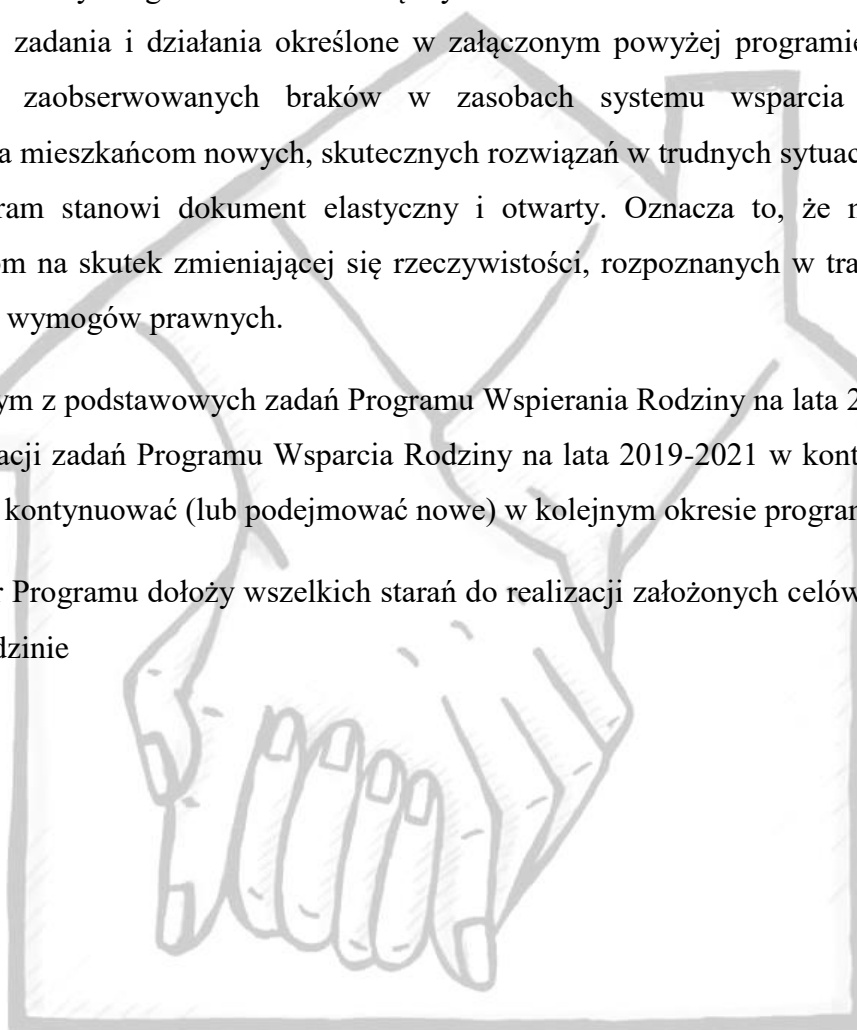 zadania i działania określone w załączonym powyżej programie
zaobserwowanych braków w zasobach systemu wsparcia
a mieszkańcom nowych, skutecznych rozwiązań w trudnych sytuac
ram stanowi dokument elastyczny i otwarty. Oznacza to, że
om na skutek zmieniającej się rzeczywistości, rozpoznanych w tra
wymogów prawnych.
ym z podstawowych zadań Programu Wspierania Rodziny na lata 2
acji zadań Programu Wsparcia Rodziny na lata 2019-2021 w kont
kontynuować (lub podejmować nowe) w kolejnym okresie program
r Programu dołoży wszelkich starań do realizacji założonych celów
dzinie